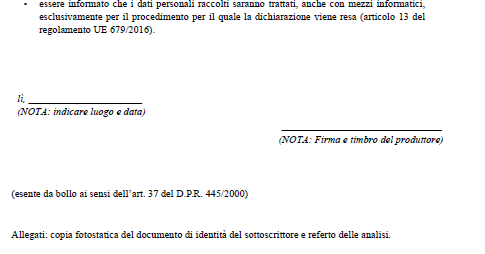 • essere informato che i dati personali raccolti saranno trattati, anche con mezzi informatici,
esclusivamente per il procedimento per il quale la dichiarazione viene resa (articolo 13 del
regolamento UE 679/2016).
lì, _______________________
(NOTA: indicare luogo e data)
________________________________
(NOTA: Firma e timbro del produttore)
(esente da bollo ai sensi dell’art. 37 del D.P.R. 445/2000)
Allegati: copia fotostatica del documento di identità del sottoscrittore e referto delle analisi.